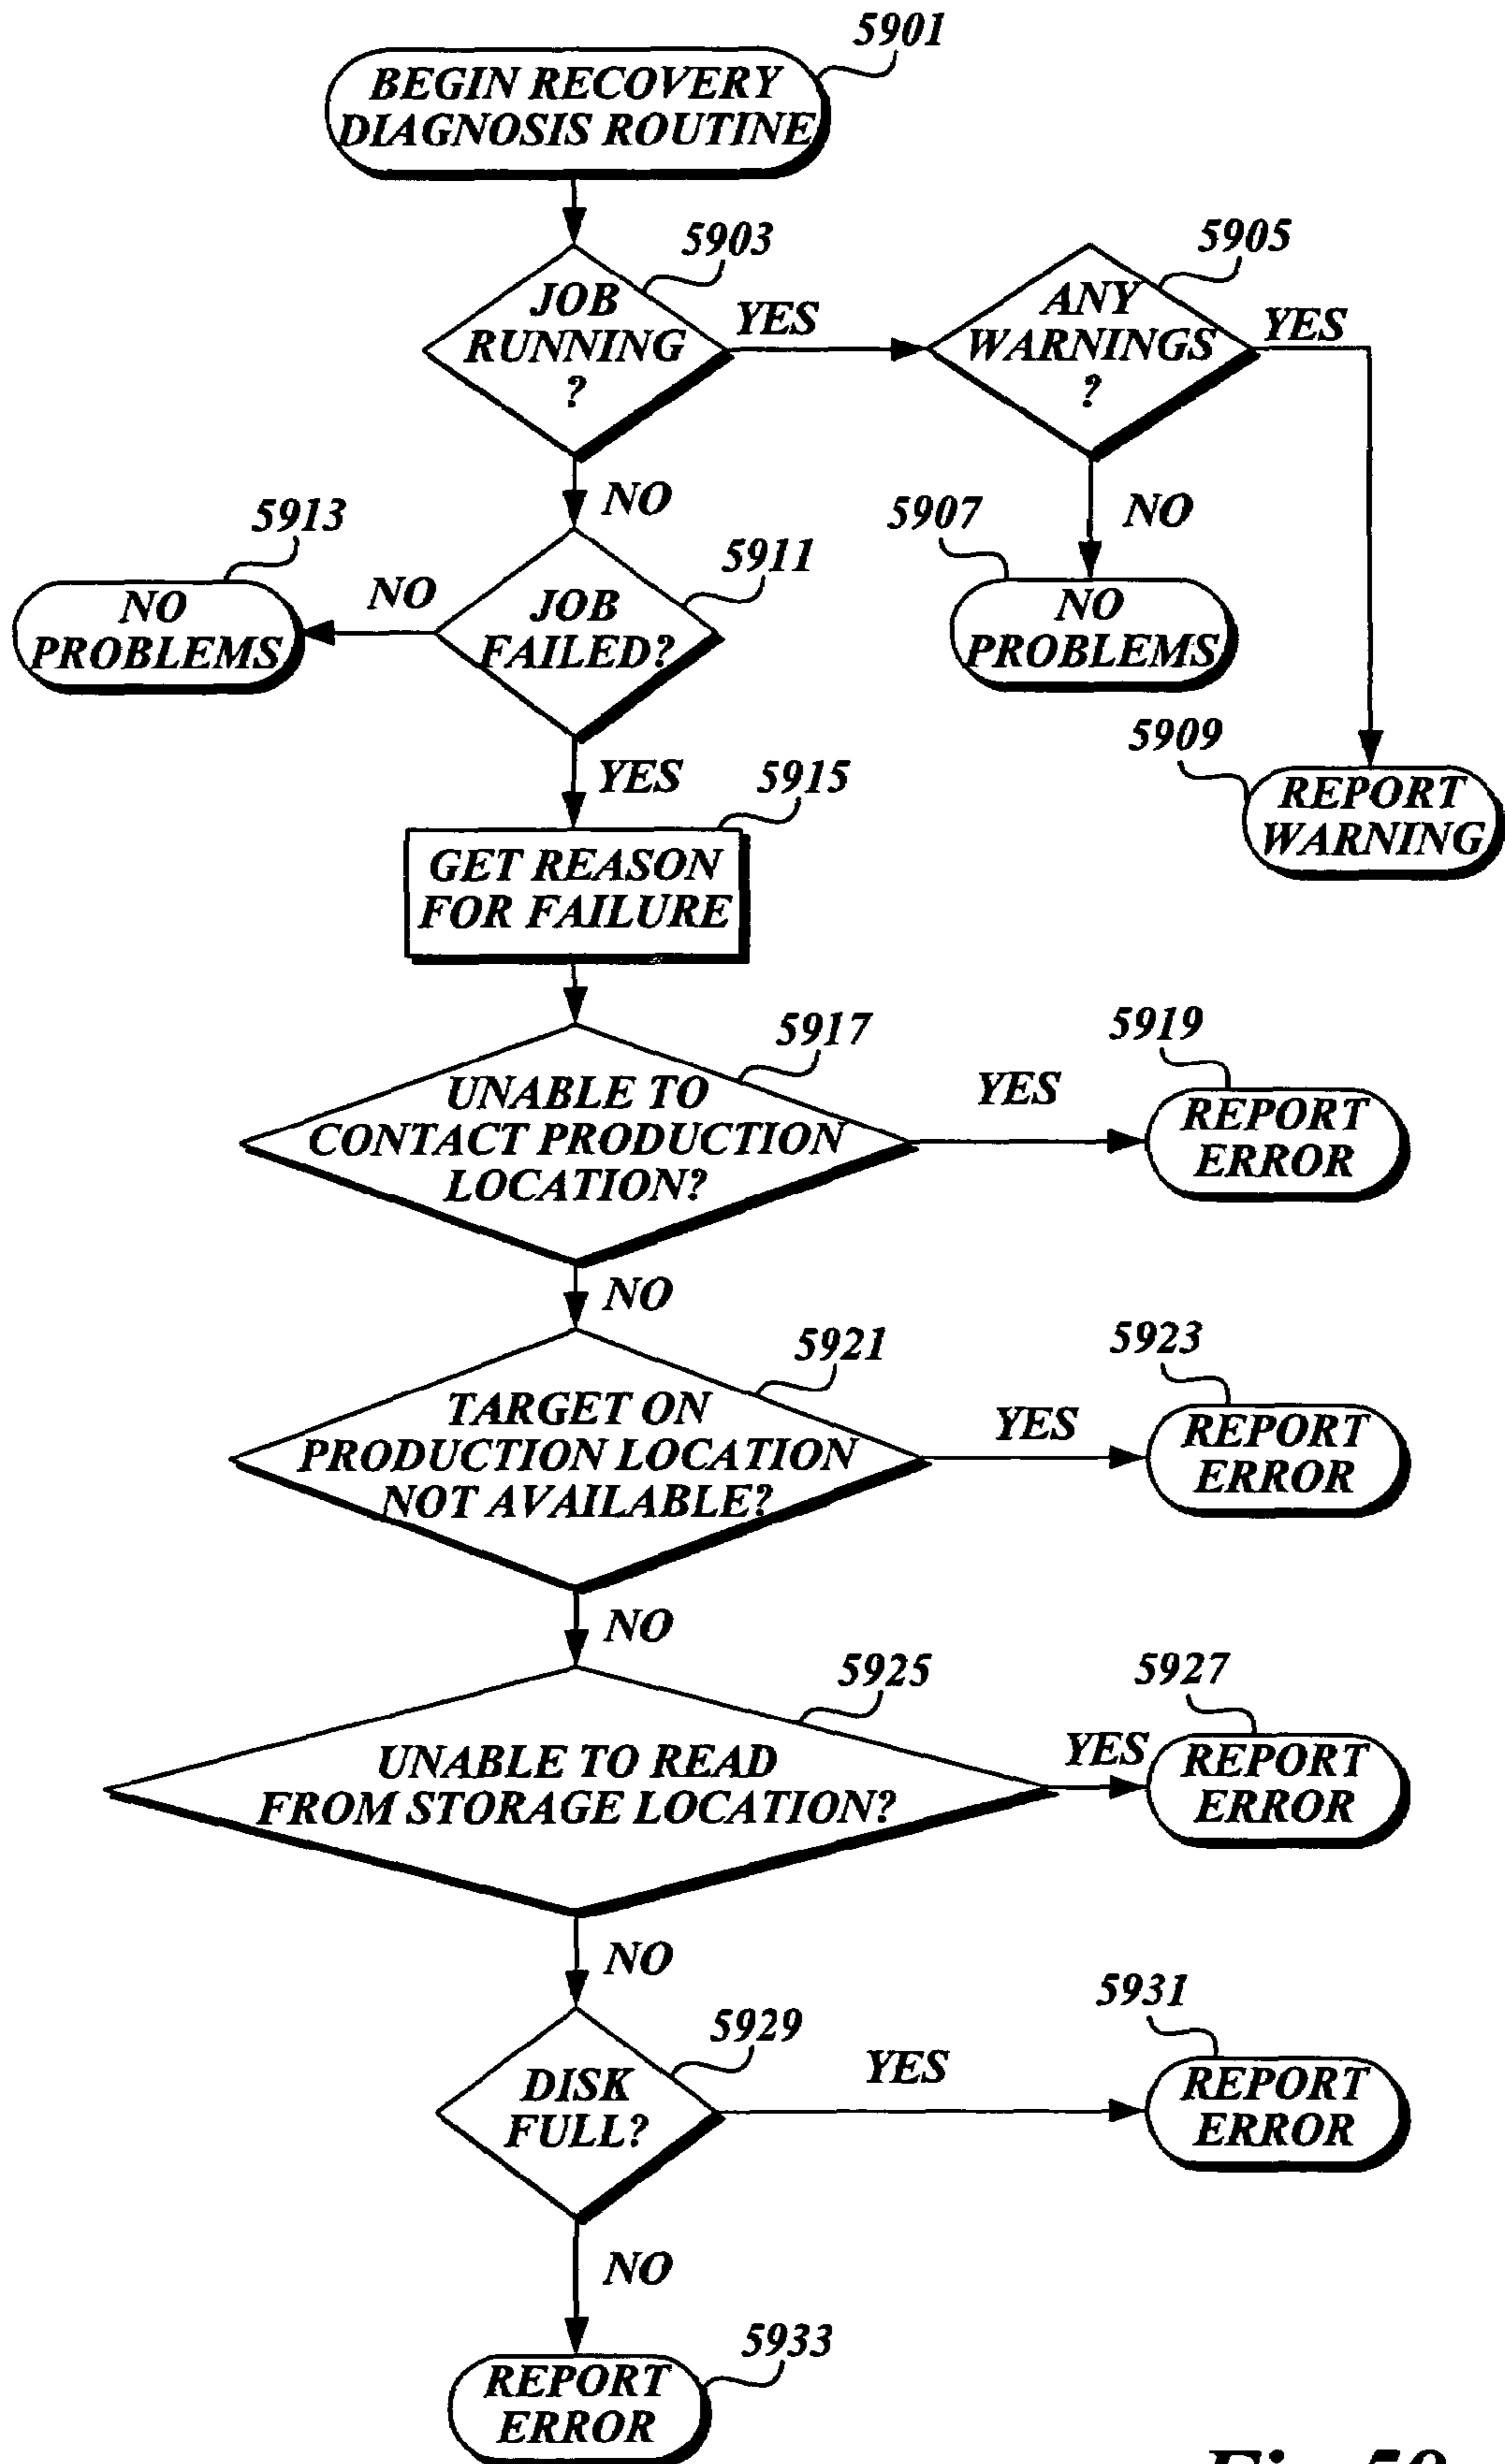 5901
BEGIN RECOVERY
DIAGNOSIS ROUTINE
5903
JOB
RUNNING
?
YES
5905
ANY
WARNINGS
?
YES
NO
5907
NO
PROBLEMS
5909
REPORT
WARNING
NO
5911
JOB
FAILED?
NO
5913
NO
PROBLEMS
YES
5915
GET REASON
FOR FAILURE
5917
UNABLE TO
CONTACT PRODUCTION
LOCATION?
YES
5919
REPORT
ERROR
NO
5921
TARGET ON
PRODUCTION LOCATION
NOT AVAILABLE?
YES
5923
REPORT
ERROR
NO
5925
UNABLE TO READ
FROM STORAGE LOCATION?
YES
5927
REPORT
ERROR
NO
5929
DISK
FULL?
YES
5931
REPORT
ERROR
NO
5933
REPORT
ERROR